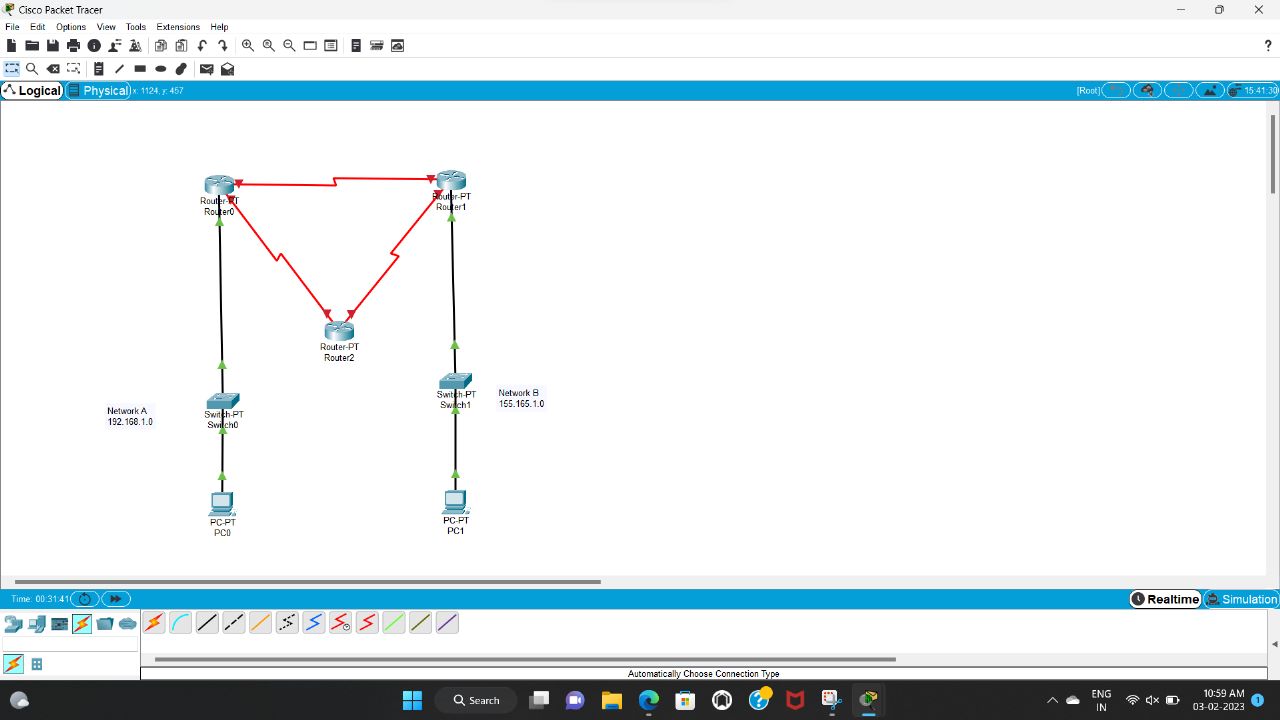 Cisco Packet Tracer
File Edit Options View Tools Extensions Help
?
Logical Physical x: 1124, y: 457 [Root] 15:41:30
Router-PT
Router0
Router-PT
Router1
Router-PT
Router2
Network A
192.168.1.0
Switch-PT
Switch0
Switch-PT
Switch1
Network B
155.165.1.0
PC-PT
PC0
PC-PT
PC1
Time: 00:31:41 Realtime Simulation
Automatically Choose Connection Type
Search
ENG
IN
10:59 AM
03-02-2023
1